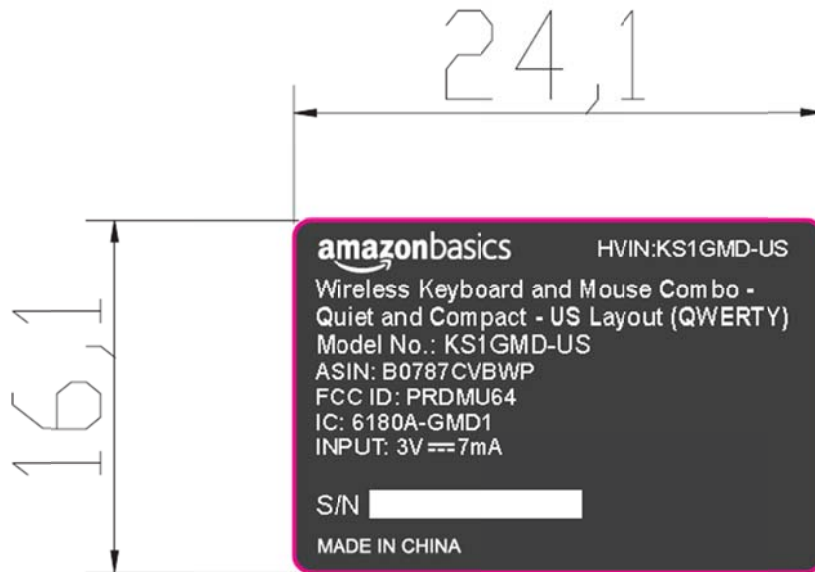 24,1
16,1
amazonbasics HVIN:KS1GMD-US
Wireless Keyboard and Mouse Combo -
Quiet and Compact - US Layout (QWERTY)
Model No.: KS1GMD-US
ASIN: B0787CVBWP
FCC ID: PRDMU64
IC: 6180A-GMD1
INPUT: 3V⎓7mA
S/N
MADE IN CHINA